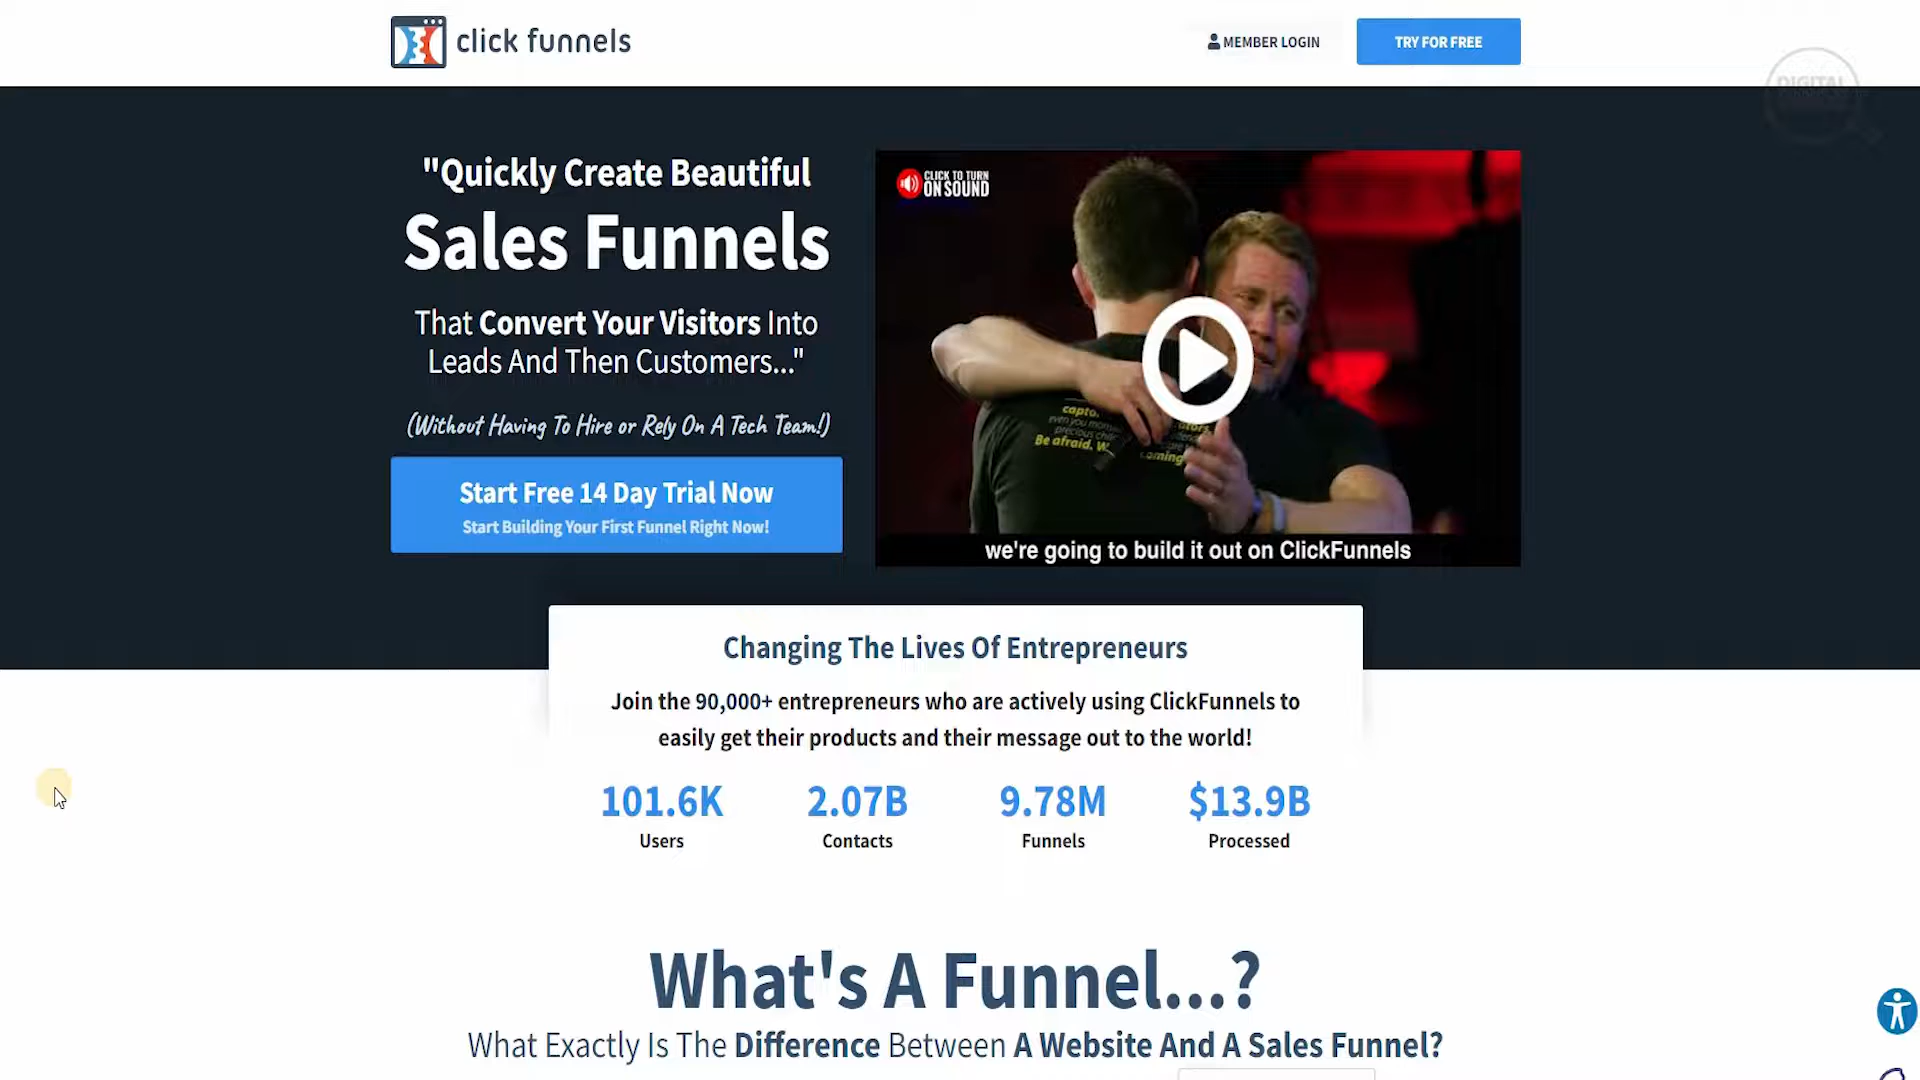 click funnels
MEMBER LOGIN
TRY FOR FREE
DIGITAL
"Quickly Create Beautiful
Sales Funnels
That Convert Your Visitors Into
Leads And Then Customers..."
(Without Having To Hire or Rely On A Tech Team!)
Start Free 14 Day Trial Now
Start Building Your First Funnel Right Now!
CLICK TO TURN
ON SOUND
Be afraid.
coming
we're going to build it out on ClickFunnels
Changing The Lives Of Entrepreneurs
Join the 90,000+ entrepreneurs who are actively using ClickFunnels to
easily get their products and their message out to the world!
101.6K 2.07B 9.78M $13.9B
Users Contacts Funnels Processed
What's A Funnel...?
What Exactly Is The Difference Between A Website And A Sales Funnel?